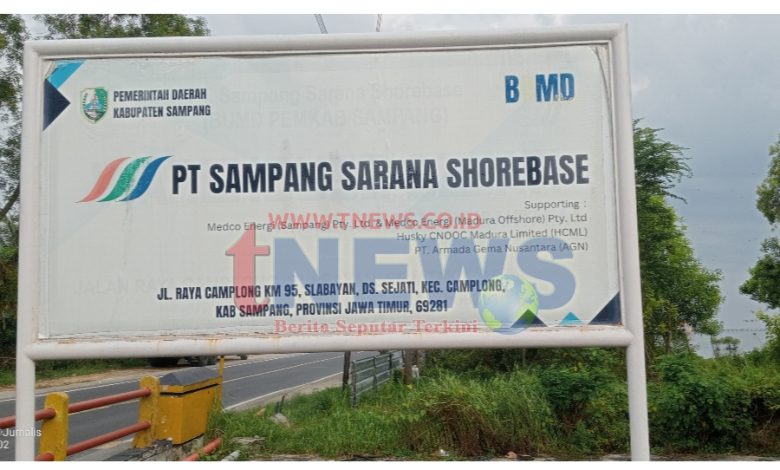 PEMERINTAH DAERAH
KABUPATEN SAMPANG
BUMD
PT SAMPANG SARANA SHOREBASE
Supporting :
Medco Energi (Sampang) Pty. Ltd & Medco Energi (Madura Offshore) Pty. Ltd
Husky CNOOC Madura Limited (HCML)
PT. Armada Gema Nusantara (AGN)
WWW.TNEWS.CO.ID
tNEWS
Berita Seputar Terkini
JL. RAYA CAMPLONG KM 95, SLABAYAN, DS. SEJATI, KEC. CAMPLONG,
KAB SAMPANG, PROVINSI JAWA TIMUR, 69281